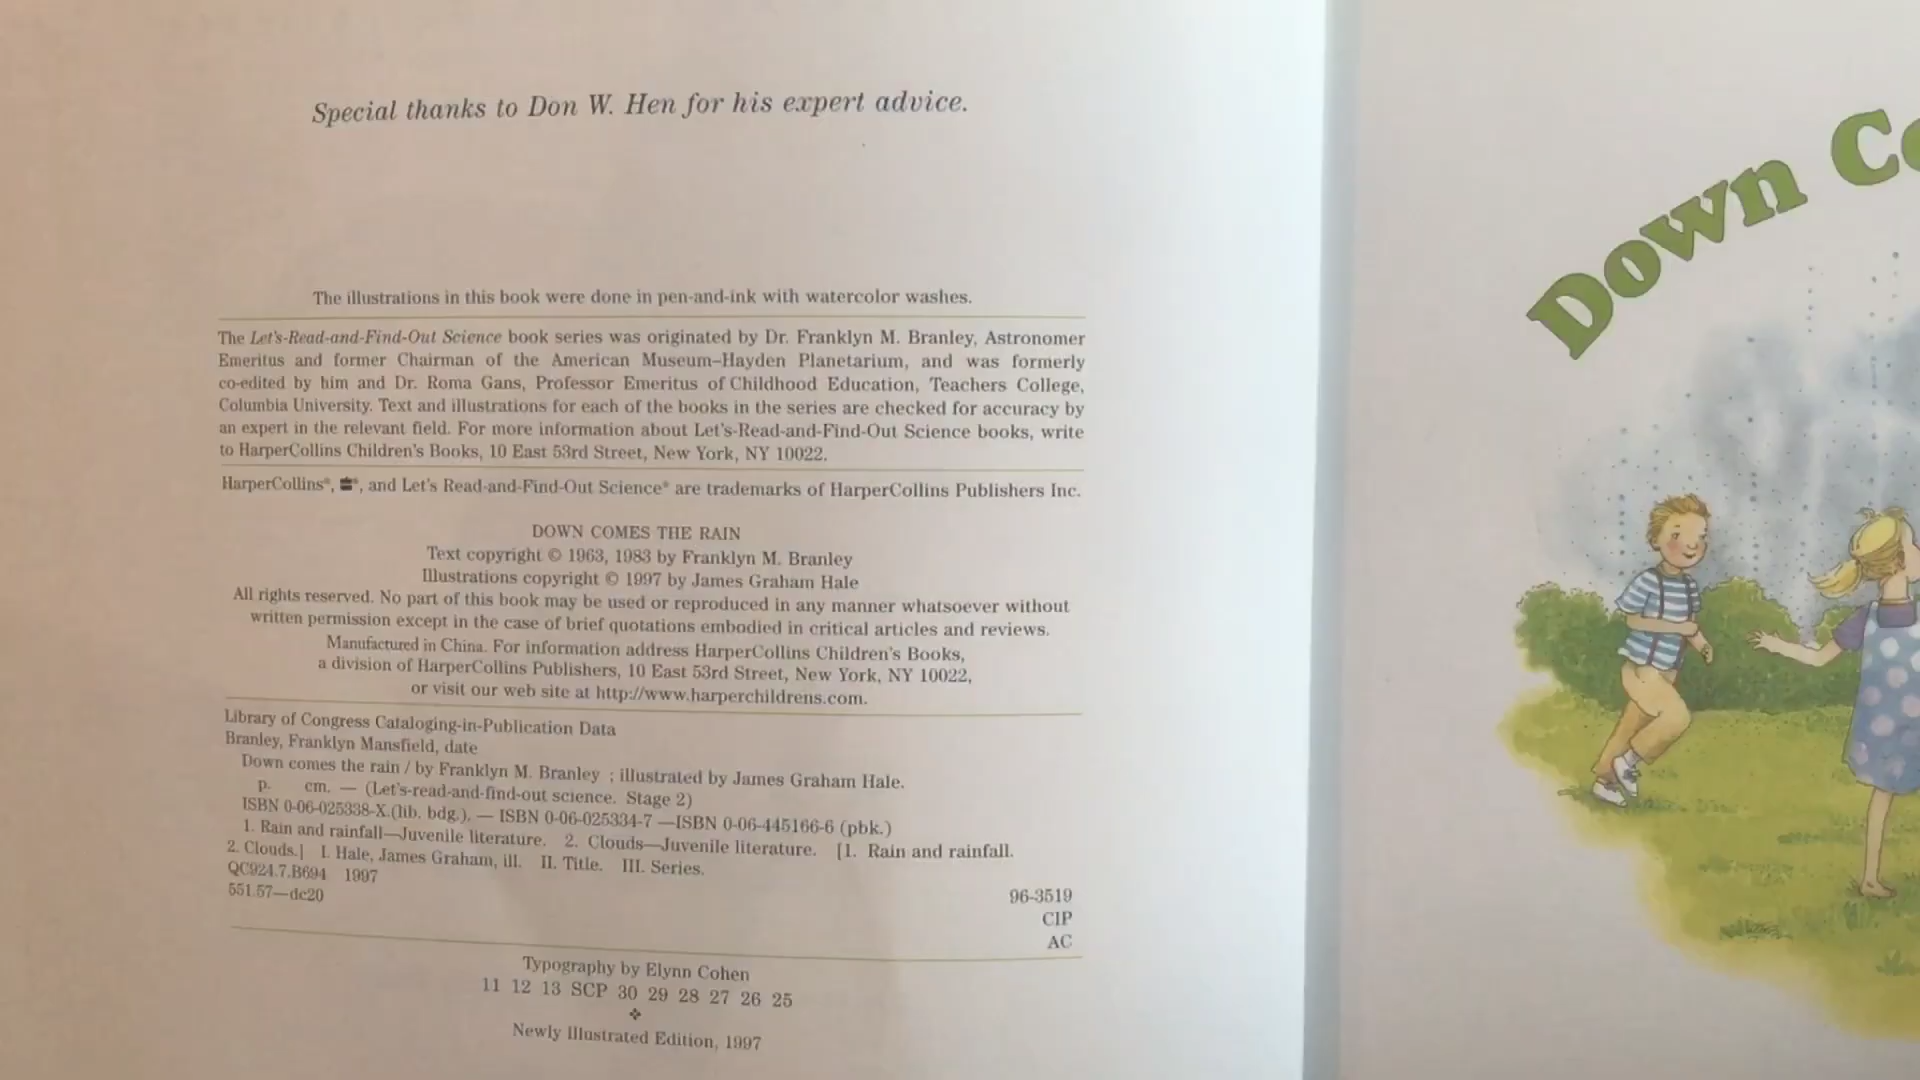 Special thanks to Don W. Hen for his expert advice.
The illustrations in this book were done in pen-and-ink with watercolor washes.
The Let's-Read-and-Find-Out Science book series was originated by Dr. Franklyn M. Branley, Astronomer
Emeritus and former Chairman of the American Museum–Hayden Planetarium, and was formerly
co-edited by him and Dr. Roma Gans, Professor Emeritus of Childhood Education, Teachers College,
Columbia University. Text and illustrations for each of the books in the series are checked for accuracy by
an expert in the relevant field. For more information about Let's-Read-and-Find-Out Science books, write
to HarperCollins Children's Books, 10 East 53rd Street, New York, NY 10022.
HarperCollins®, ®, and Let's Read-and-Find-Out Science® are trademarks of HarperCollins Publishers Inc.
DOWN COMES THE RAIN
Text copyright © 1963, 1983 by Franklyn M. Branley
Illustrations copyright © 1997 by James Graham Hale
All rights reserved. No part of this book may be used or reproduced in any manner whatsoever without
written permission except in the case of brief quotations embodied in critical articles and reviews.
Manufactured in China. For information address HarperCollins Children's Books,
a division of HarperCollins Publishers, 10 East 53rd Street, New York, NY 10022,
or visit our web site at http://www.harperchildrens.com.
Library of Congress Cataloging-in-Publication Data
Branley, Franklyn Mansfield, date
Down comes the rain / by Franklyn M. Branley ; illustrated by James Graham Hale.
p. cm. — (Let's-read-and-find-out science. Stage 2)
ISBN 0-06-025338-X.(lib. bdg.). — ISBN 0-06-025334-7 —ISBN 0-06-445166-6 (pbk.)
1. Rain and rainfall—Juvenile literature. 2. Clouds—Juvenile literature. [1. Rain and rainfall.
2. Clouds.] I. Hale, James Graham, ill. II. Title. III. Series.
QC924.7.B694 1997
551.57—dc20
96-3519
CIP
AC
Typography by Elynn Cohen
11 12 13 SCP 30 29 28 27 26 25
❖
Newly Illustrated Edition, 1997
Down Co